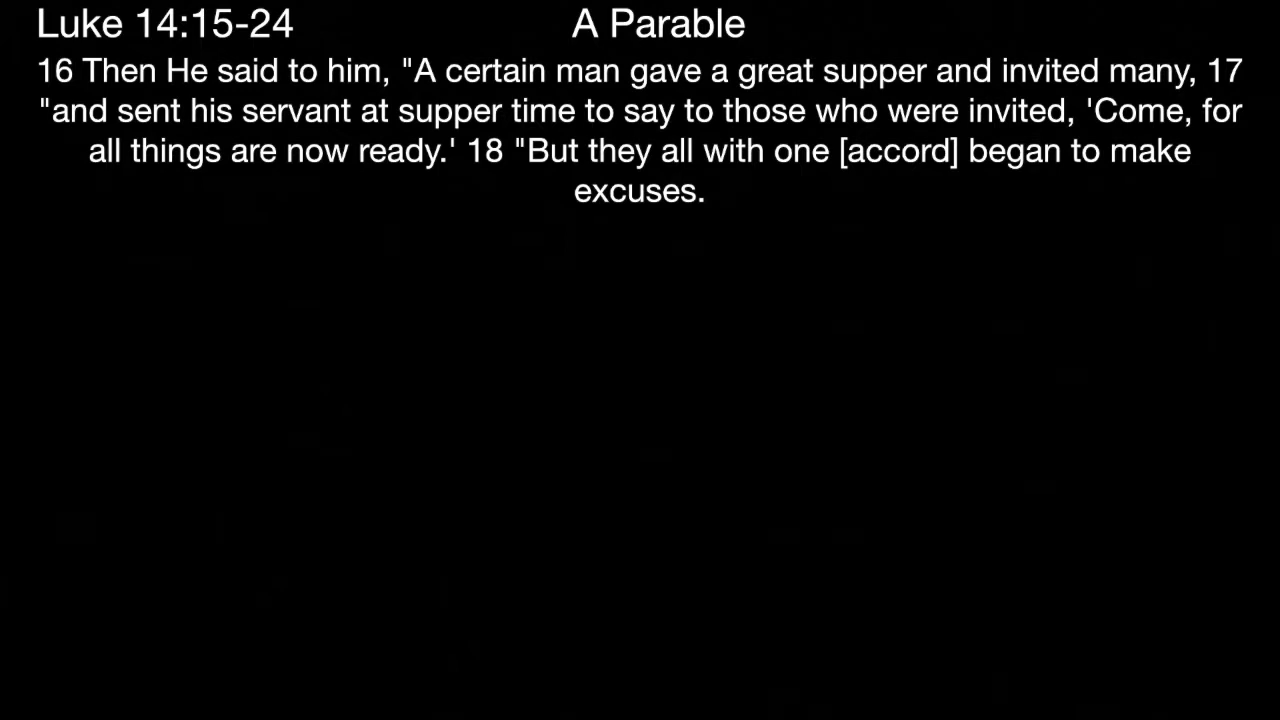 Luke 14:15-24 A Parable
16 Then He said to him, "A certain man gave a great supper and invited many, 17
"and sent his servant at supper time to say to those who were invited, 'Come, for
all things are now ready.' 18 "But they all with one [accord] began to make
excuses.